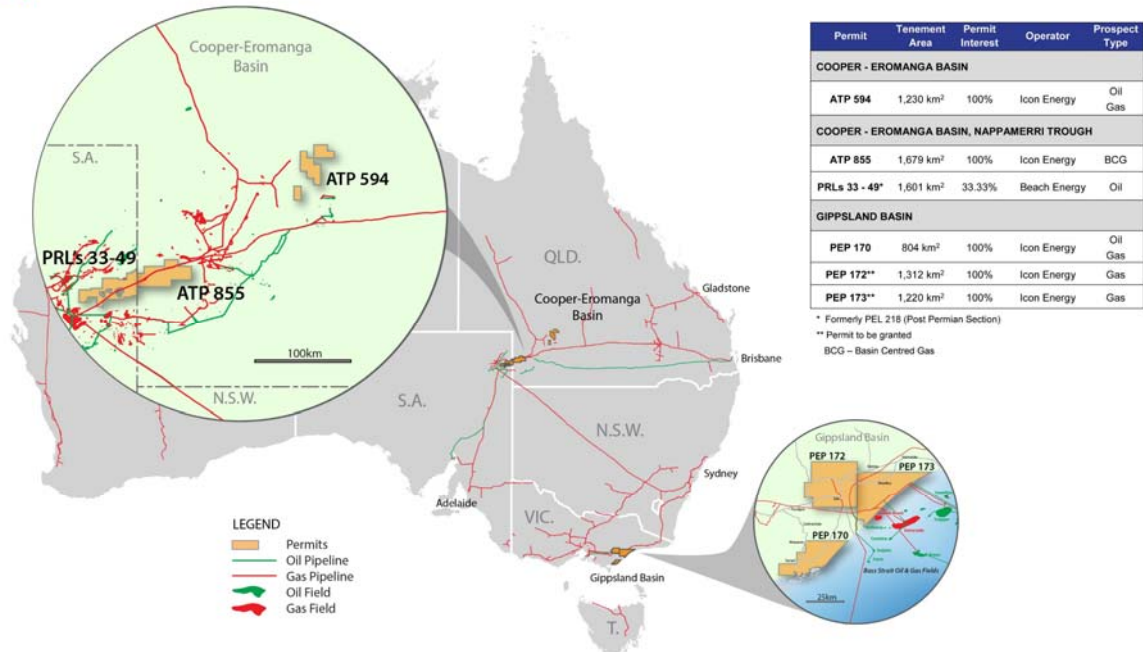 Cooper-Eromanga
Basin
S.A.
ATP 594
PRLs 33-49
ATP 855
100km
N.S.W.
Permit Tenement Area Permit Interest Operator Prospect Type
COOPER - EROMANGA BASIN
ATP 594 1,230 km² 100% Icon Energy Oil Gas
COOPER - EROMANGA BASIN, NAPPAMERRI TROUGH
ATP 855 1,679 km² 100% Icon Energy BCG
PRLs 33 - 49* 1,601 km² 33.33% Beach Energy Oil
GIPPSLAND BASIN
PEP 170 804 km² 100% Icon Energy Oil Gas
PEP 172** 1,312 km² 100% Icon Energy Gas
PEP 173** 1,220 km² 100% Icon Energy Gas
* Formerly PEL 218 (Post Permian Section)
** Permit to be granted
BCG – Basin Centred Gas
QLD.
Cooper-Eromanga
Basin
Gladstone
Brisbane
S.A.
N.S.W.
Sydney
Adelaide
VIC.
Gippsland Basin
T.
LEGEND
Permits
Oil Pipeline
Gas Pipeline
Oil Field
Gas Field
Gippsland Basin
PEP 172
PEP 173
PEP 170
Bass Strait Oil & Gas Fields
25km